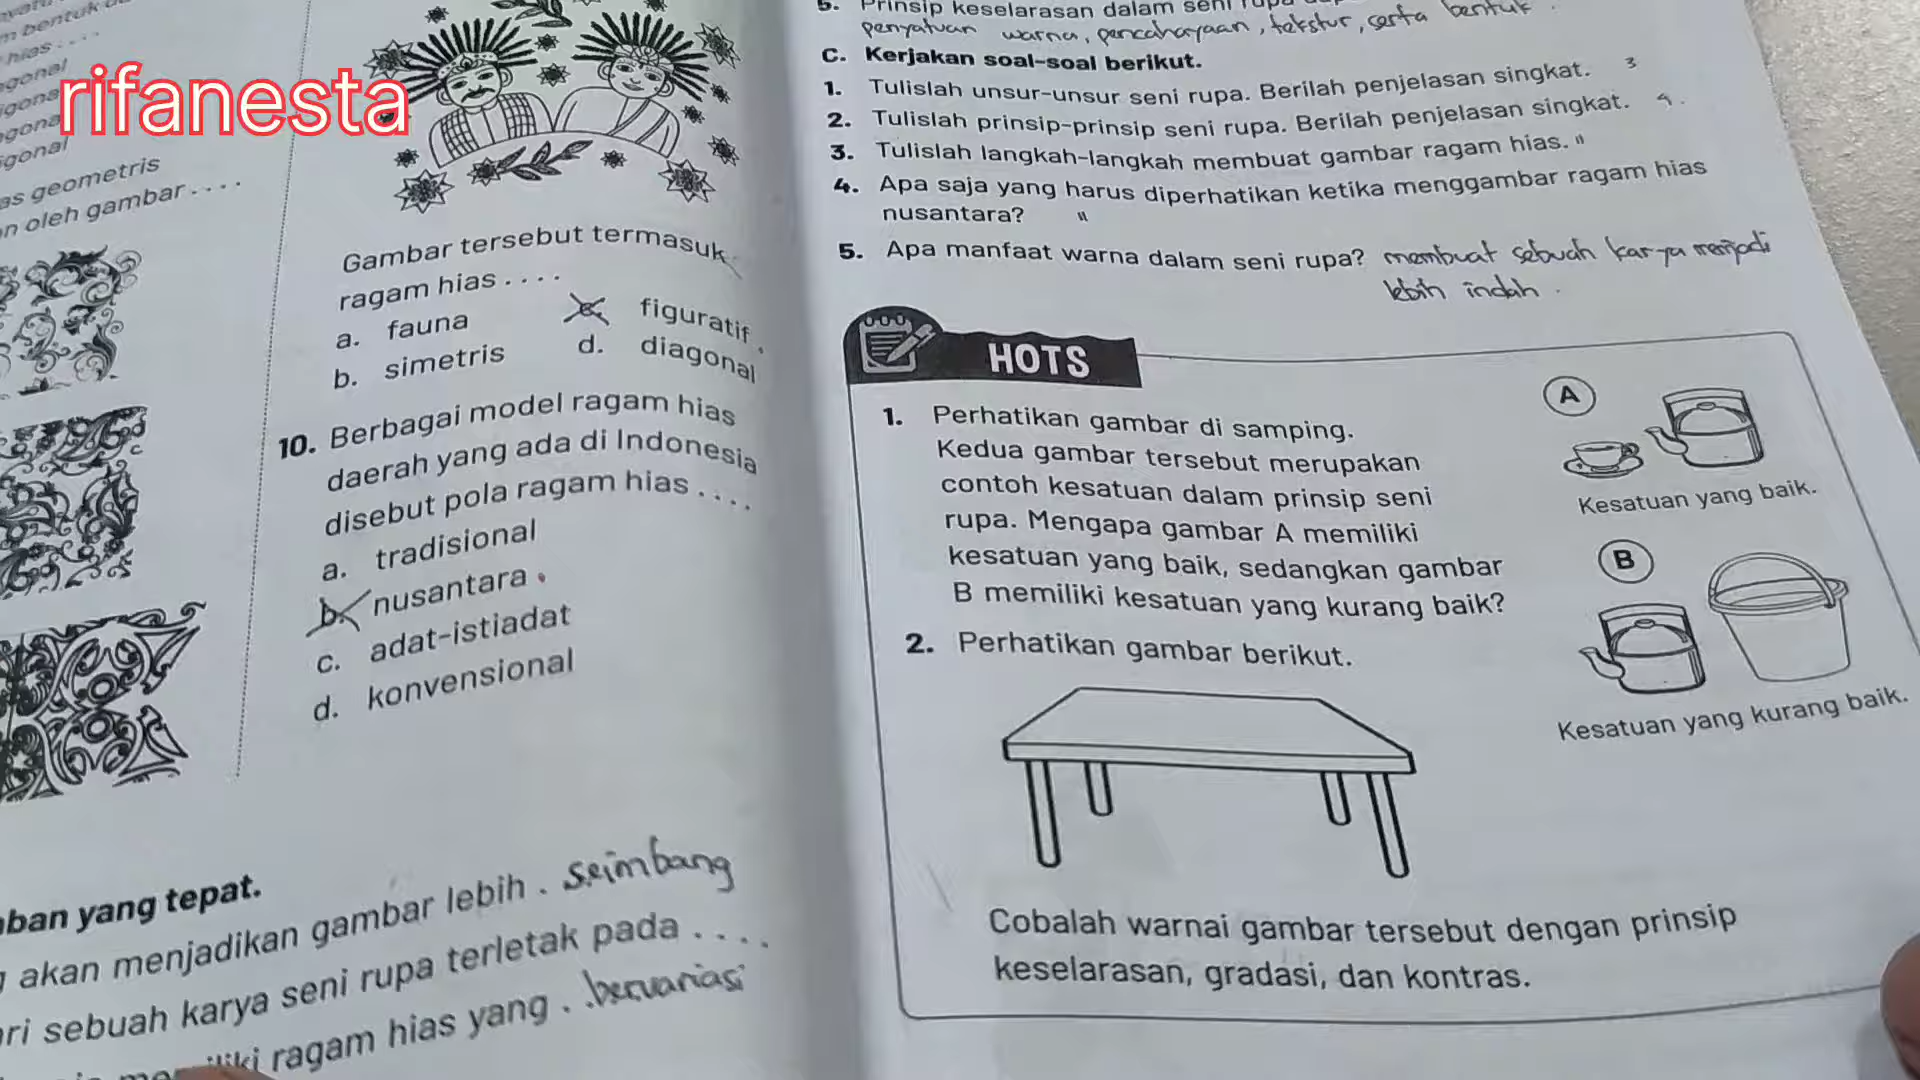 rifanesta
hias . . . .
igonal
as geometris
oleh gambar . . . .
Gambar tersebut termasuk
ragam hias . . . .
a. fauna
b. simetris
c. figuratif
d. diagonal
10. Berbagai model ragam hias
daerah yang ada di Indonesia
disebut pola ragam hias . . . .
a. tradisional
b. nusantara
c. adat-istiadat
d. konvensional
yang tepat.
akan menjadikan gambar lebih . seimbang
sebuah karya seni rupa terletak pada . . . .
ragam hias yang . . bervariasi
5. Prinsip keselarasan dalam seni
penyatuan warna, pencahayaan, tekstur, serta bentuk .
C. Kerjakan soal-soal berikut.
1. Tulislah unsur-unsur seni rupa. Berilah penjelasan singkat. 3
2. Tulislah prinsip-prinsip seni rupa. Berilah penjelasan singkat.
3. Tulislah langkah-langkah membuat gambar ragam hias. "
4. Apa saja yang harus diperhatikan ketika menggambar ragam hias
nusantara? "
5. Apa manfaat warna dalam seni rupa? membuat sebuah karya menjadi
lebih indah .
HOTS
1. Perhatikan gambar di samping.
Kedua gambar tersebut merupakan
contoh kesatuan dalam prinsip seni
rupa. Mengapa gambar A memiliki
kesatuan yang baik, sedangkan gambar
B memiliki kesatuan yang kurang baik?
A
Kesatuan yang baik.
B
Kesatuan yang kurang baik.
2. Perhatikan gambar berikut.
Cobalah warnai gambar tersebut dengan prinsip
keselarasan, gradasi, dan kontras.